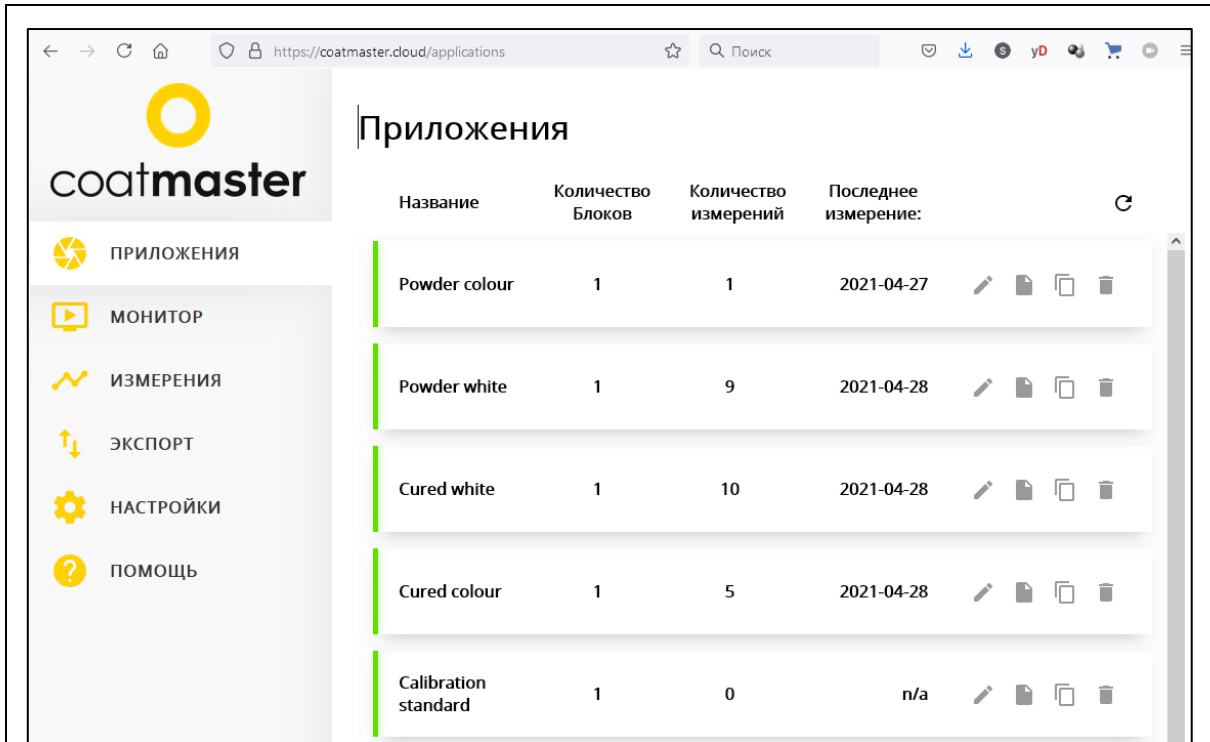 https://coatmaster.cloud/applications
Поиск
S
yD
coatmaster
Приложения
Название
Количество Блоков
Количество измерений
Последнее измерение:
ПРИЛОЖЕНИЯ
МОНИТОР
ИЗМЕРЕНИЯ
ЭКСПОРТ
НАСТРОЙКИ
ПОМОЩЬ
Powder colour 1 1 2021-04-27
Powder white 1 9 2021-04-28
Cured white 1 10 2021-04-28
Cured colour 1 5 2021-04-28
Calibration
standard 1 0 n/a